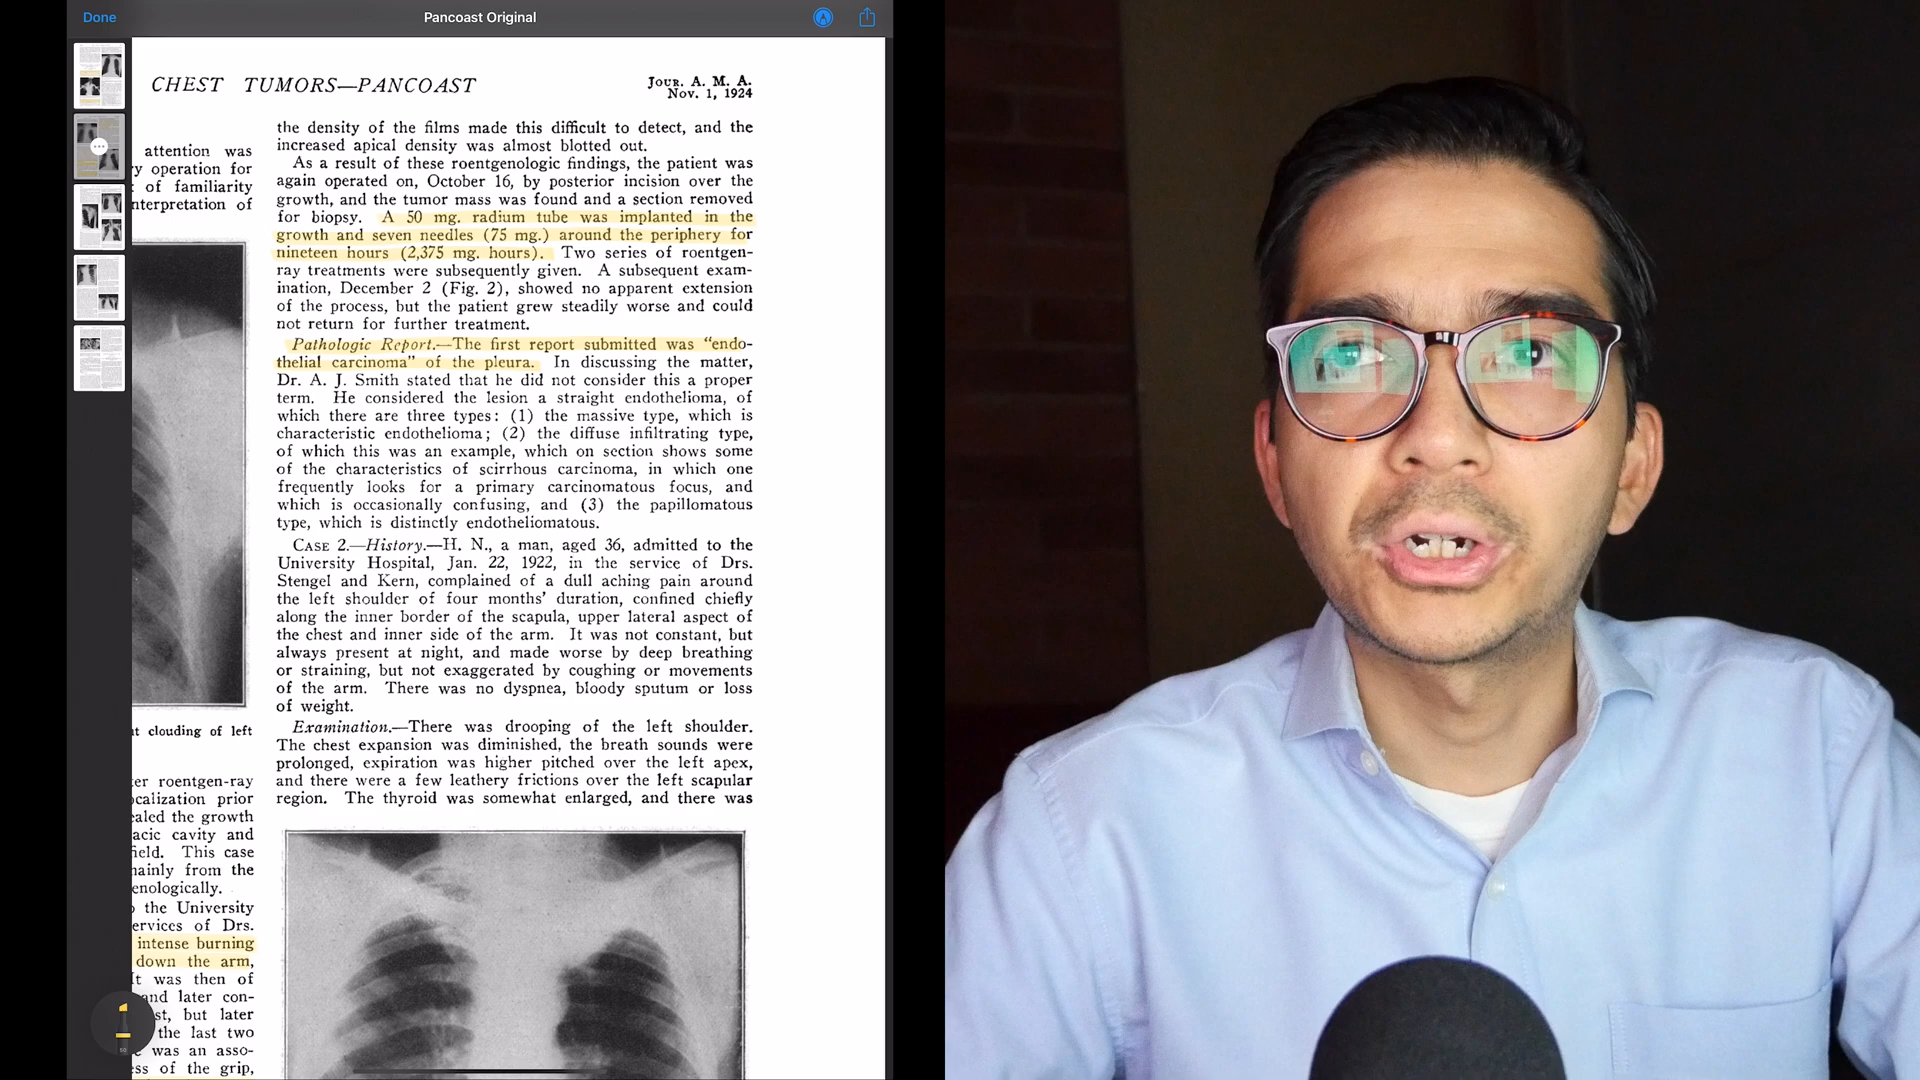 Done
Pancoast Original
CHEST TUMORS—PANCOAST
JOUR. A. M. A.
NOV. 1, 1924
attention was
ry operation for
of familiarity
nterpretation of
t clouding of left
er roentgen-ray
ocalization prior
ealed the growth
acic cavity and
field. This case
mainly from the
enologically.
the University
ervices of Drs.
intense burning
down the arm,
It was then of
and later con-
st, but later
the last two
was an asso-
ess of the grip,
the density of the films made this difficult to detect, and the
increased apical density was almost blotted out.
As a result of these roentgenologic findings, the patient was
again operated on, October 16, by posterior incision over the
growth, and the tumor mass was found and a section removed
for biopsy. A 50 mg. radium tube was implanted in the
growth and seven needles (75 mg.) around the periphery for
nineteen hours (2,375 mg. hours). Two series of roentgen-
ray treatments were subsequently given. A subsequent exam-
ination, December 2 (Fig. 2), showed no apparent extension
of the process, but the patient grew steadily worse and could
not return for further treatment.
Pathologic Report.—The first report submitted was “endo-
thelial carcinoma” of the pleura. In discussing the matter,
Dr. A. J. Smith stated that he did not consider this a proper
term. He considered the lesion a straight endothelioma, of
which there are three types: (1) the massive type, which is
characteristic endothelioma; (2) the diffuse infiltrating type,
of which this was an example, which on section shows some
of the characteristics of scirrhous carcinoma, in which one
frequently looks for a primary carcinomatous focus, and
which is occasionally confusing, and (3) the papillomatous
type, which is distinctly endotheliomatous.
CASE 2.—History.—H. N., a man, aged 36, admitted to the
University Hospital, Jan. 22, 1922, in the service of Drs.
Stengel and Kern, complained of a dull aching pain around
the left shoulder of four months’ duration, confined chiefly
along the inner border of the scapula, upper lateral aspect of
the chest and inner side of the arm. It was not constant, but
always present at night, and made worse by deep breathing
or straining, but not exaggerated by coughing or movements
of the arm. There was no dyspnea, bloody sputum or loss
of weight.
Examination.—There was drooping of the left shoulder.
The chest expansion was diminished, the breath sounds were
prolonged, expiration was higher pitched over the left apex,
and there were a few leathery frictions over the left scapular
region. The thyroid was somewhat enlarged, and there was